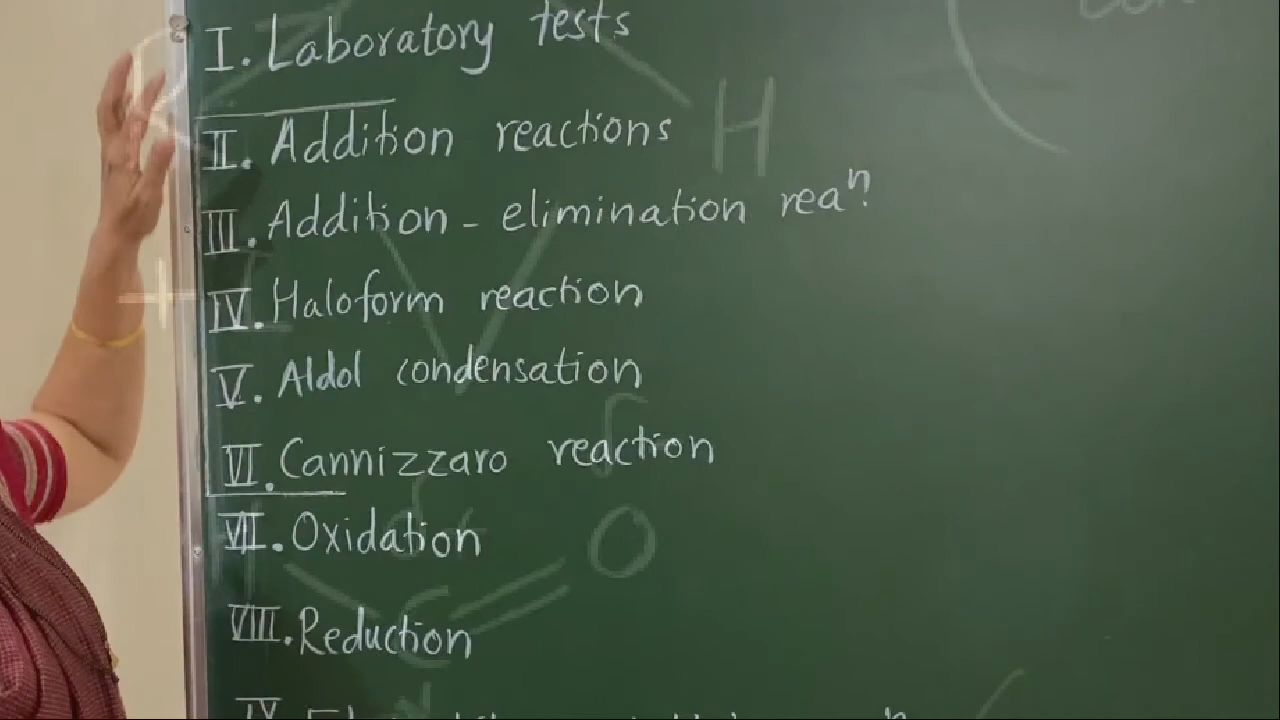 I. Laboratory tests
II. Addition reactions
H
III. Addition - elimination reaⁿ.
IV. Haloform reaction
V. Aldol condensation
VI. Cannizzaro reaction
VII. Oxidation
O
C
VIII. Reduction